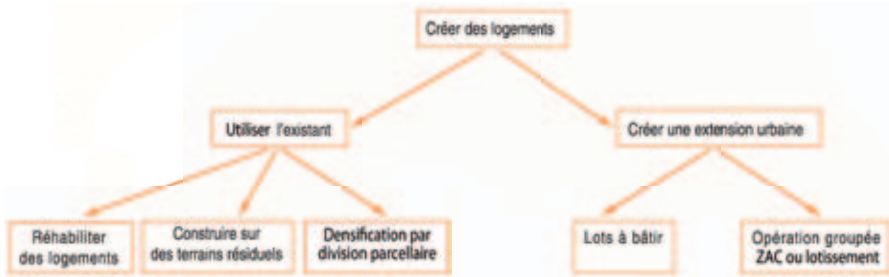 Créer des logements
Utiliser l'existant
Créer une extension urbaine
Réhabiliter
des logements
Construire sur
des terrains résiduels
Densification par
division parcellaire
Lots à bâtir
Opération groupée
ZAC ou lotissement